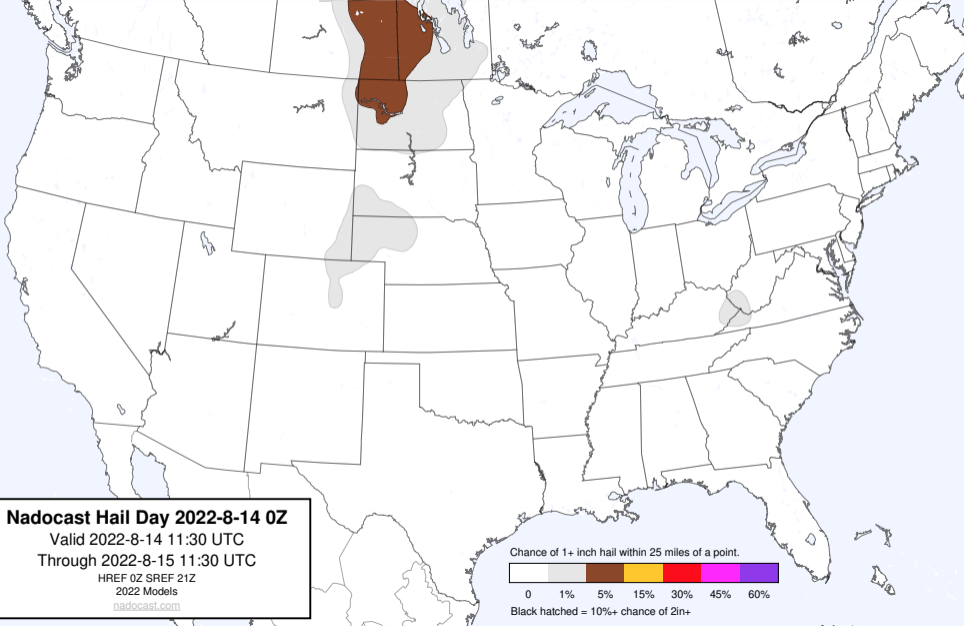 Nadocast Hail Day 2022-8-14 0Z
Valid 2022-8-14 11:30 UTC
Through 2022-8-15 11:30 UTC
HREF 0Z SREF 21Z
2022 Models
nadocast.com
Chance of 1+ inch hail within 25 miles of a point.
0 1% 5% 15% 30% 45% 60%
Black hatched = 10%+ chance of 2in+